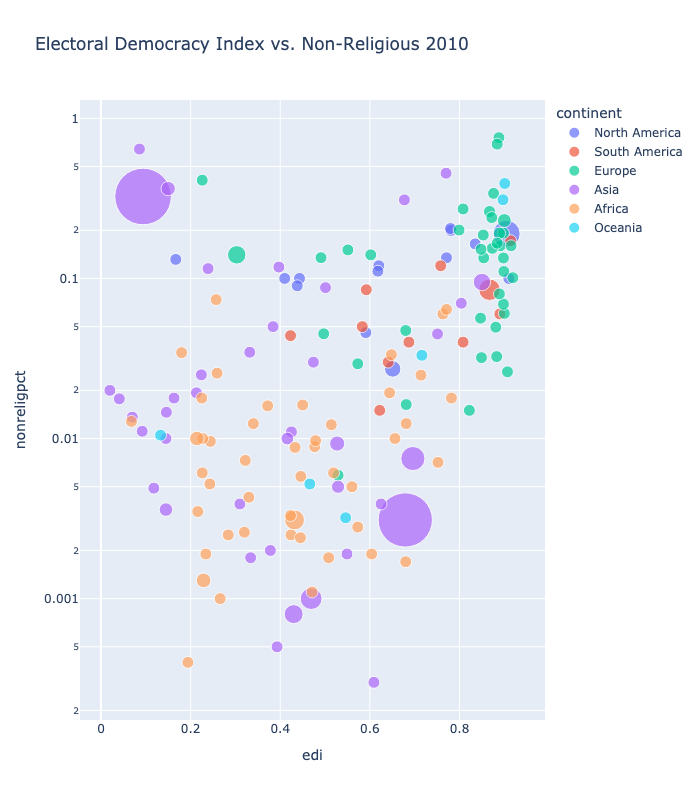 Electoral Democracy Index vs. Non-Religious 2010
continent
North America
South America
Europe
Asia
Africa
Oceania
1
5
2
0.1
5
2
0.01
5
2
0.001
5
2
nonreligpct
0 0.2 0.4 0.6 0.8
edi